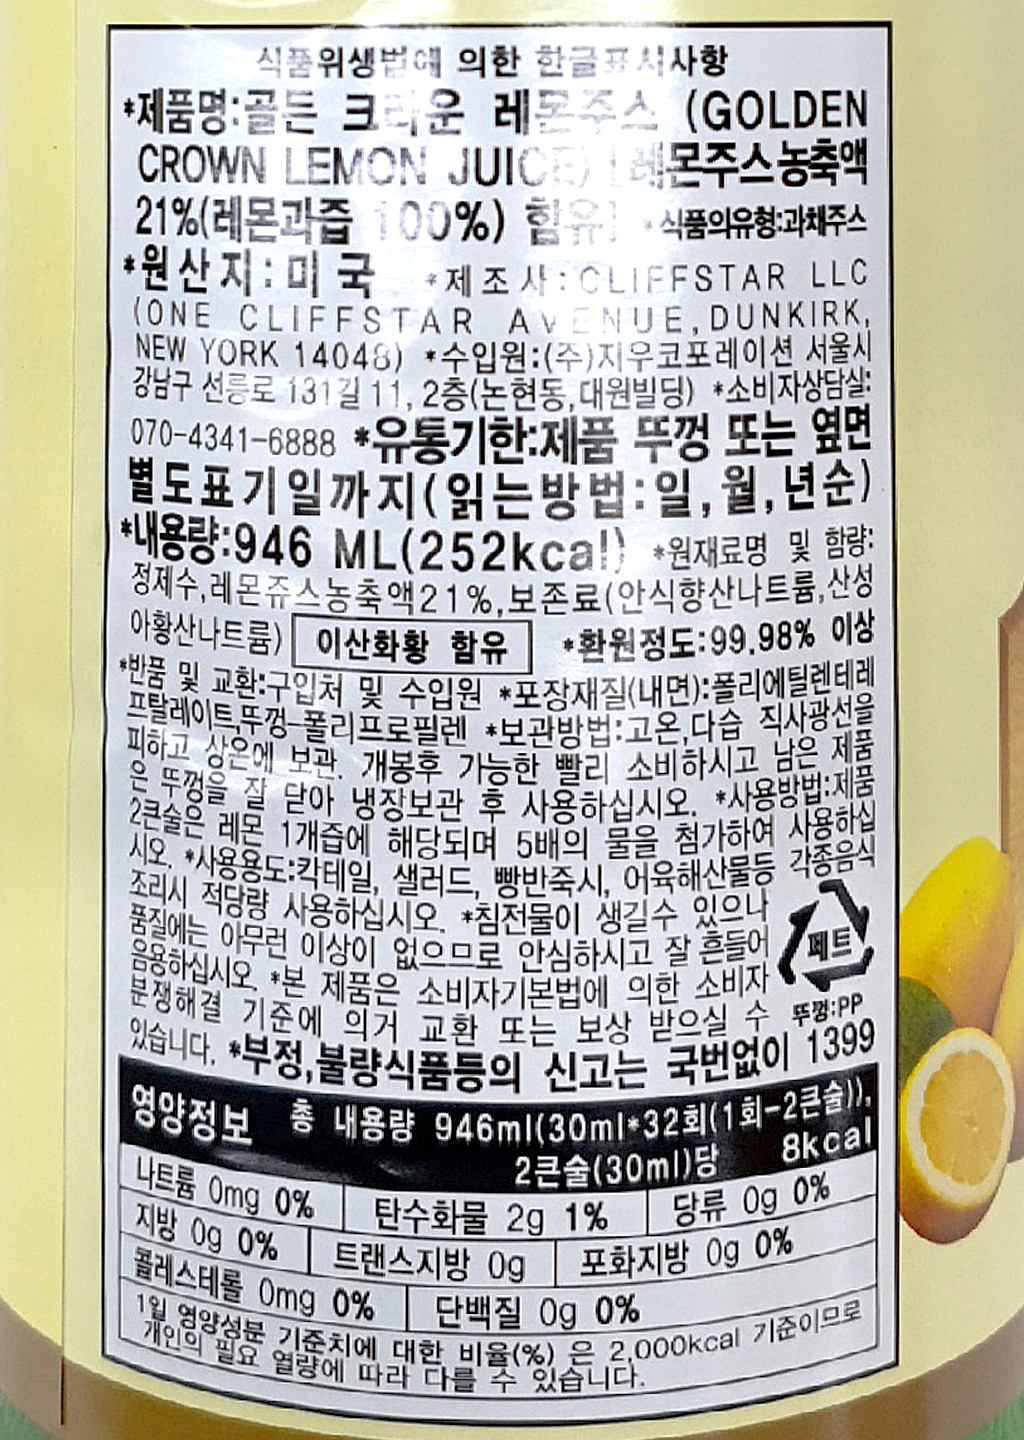 식품위생법에 의한 한글표시사항
*제품명:골든 크라운 레몬주스 (GOLDEN
CROWN LEMON JUICE) [레몬주스농축액
21%(레몬과즙 100%) 함유] *식품의유형:과채주스
*원산지:미국 *제조사:CLIFFSTAR LLC
(ONE CLIFFSTAR AVENUE,DUNKIRK,
NEW YORK 14048) *수입원:(주)지우코포레이션 서울시
강남구 선릉로 131길 11, 2층(논현동,대원빌딩) *소비자상담실:
070-4341-6888 *유통기한:제품 뚜껑 또는 옆면
별도표기일까지(읽는방법:일,월,년순)
*내용량:946 ML(252kcal) *원재료명 및 함량:
정제수,레몬쥬스농축액21%,보존료(안식향산나트륨,산성
아황산나트륨) 이산화황 함유 *환원정도:99.98% 이상
*반품 및 교환:구입처 및 수입원 *포장재질(내면):폴리에틸렌테레
프탈레이트,뚜껑-폴리프로필렌 *보관방법:고온,다습 직사광선을
피하고 상온에 보관. 개봉후 가능한 빨리 소비하시고 남은 제품
은 뚜껑을 잘 닫아 냉장보관 후 사용하십시오. *사용방법:제품
2큰술은 레몬 1개즙에 해당되며 5배의 물을 첨가하여 사용하십
시오. *사용용도:칵테일, 샐러드, 빵반죽시, 어육해산물등 각종음식
조리시 적당량 사용하십시오. *침전물이 생길수 있으나
품질에는 아무런 이상이 없으므로 안심하시고 잘 흔들어
음용하십시오. *본 제품은 소비자기본법에 의한 소비자
분쟁해결 기준에 의거 교환 또는 보상 받으실 수
있습니다. *부정,불량식품등의 신고는 국번없이 1399
페트
뚜껑:PP
영양정보 총 내용량 946ml(30ml*32회(1회-2큰술)),
2큰술(30ml)당 8kcal
나트륨 0mg 0% 탄수화물 2g 1% 당류 0g 0%
지방 0g 0% 트랜스지방 0g 포화지방 0g 0%
콜레스테롤 0mg 0% 단백질 0g 0%
1일 영양성분 기준치에 대한 비율(%) 은 2,000kcal 기준이므로
개인의 필요 열량에 따라 다를 수 있습니다.